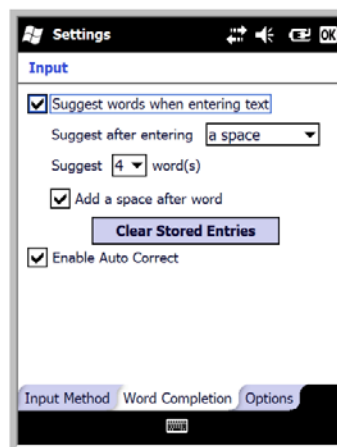 Settings OK
Input
Suggest words when entering text
Suggest after entering a space
Suggest 4 word(s)
Add a space after word
Clear Stored Entries
Enable Auto Correct
Input Method Word Completion Options